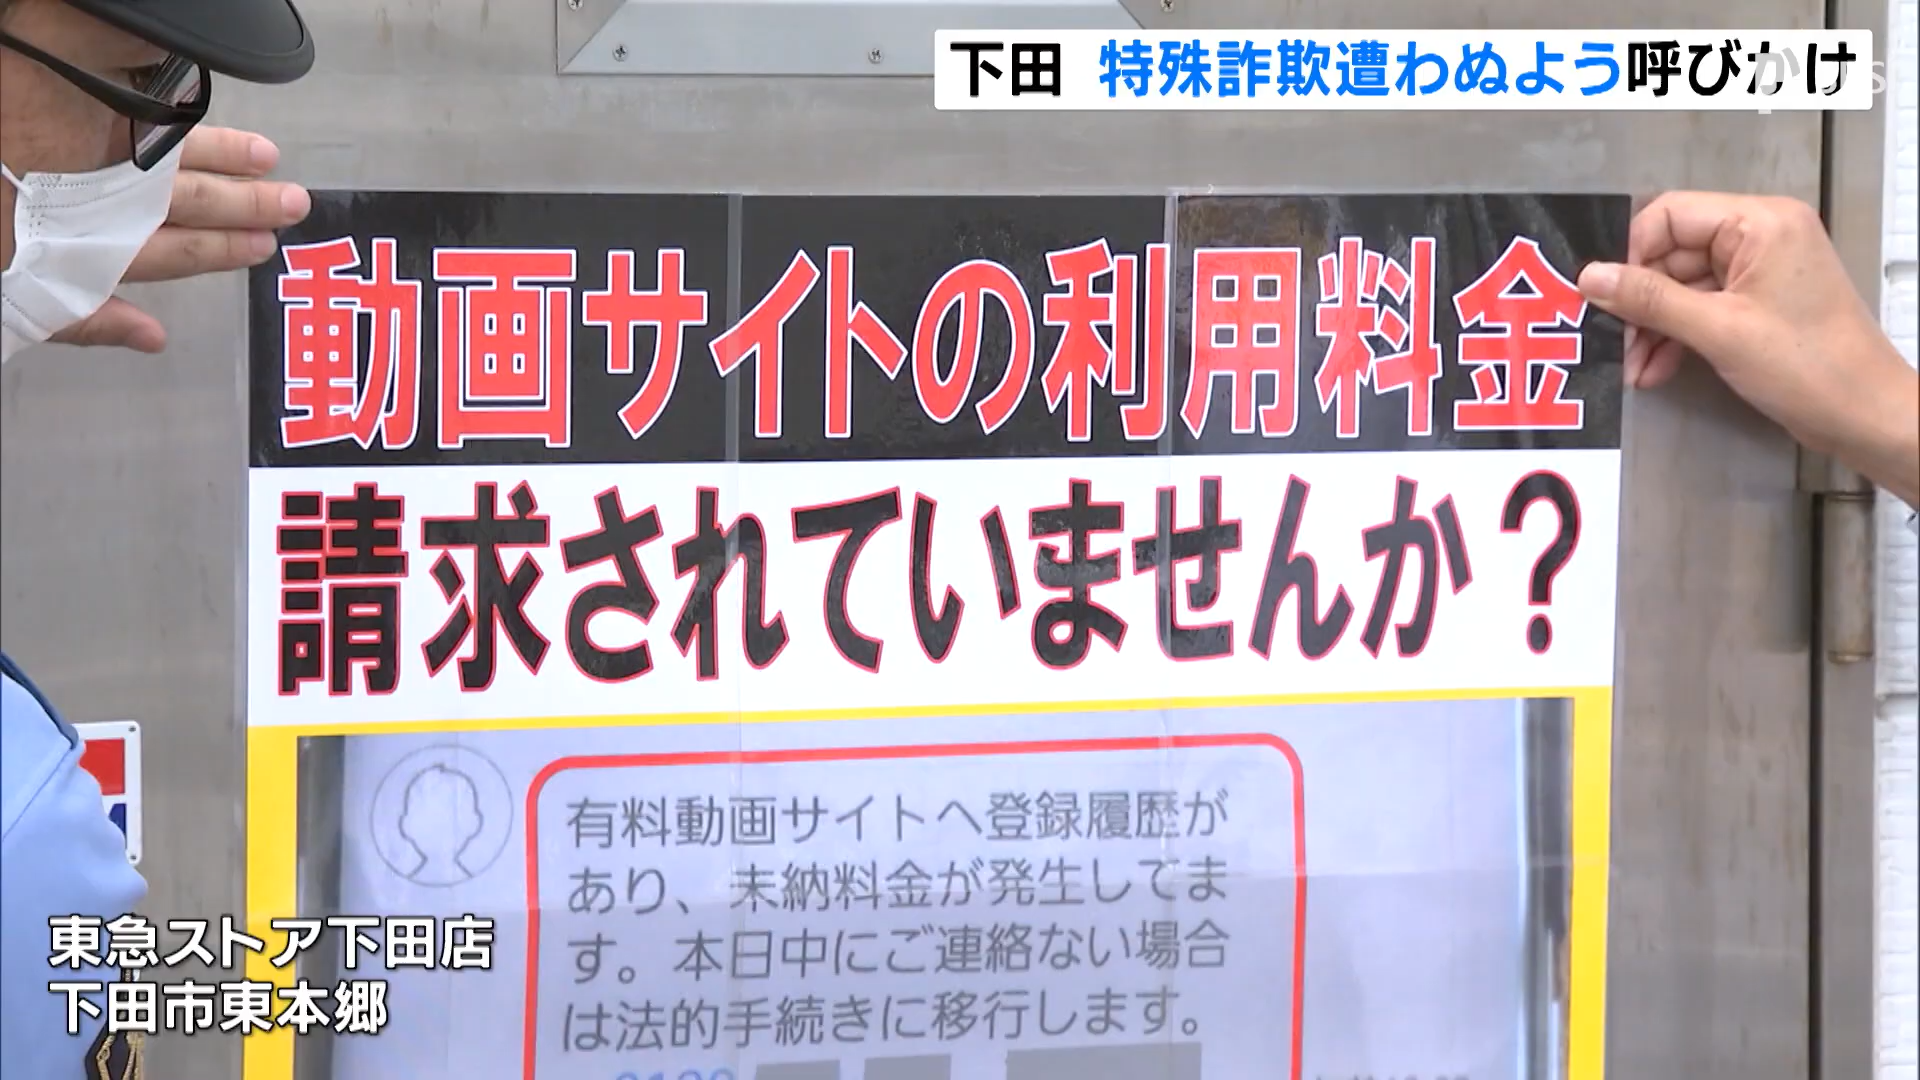 下田 特殊詐欺遭わぬよう呼びかけ
動画サイトの利用料金
請求されていませんか？
有料動画サイトへ登録履歴が
あり、未納料金が発生してま
す。本日中にご連絡ない場合
は法的手続きに移行します。
東急ストア下田店
下田市東本郷